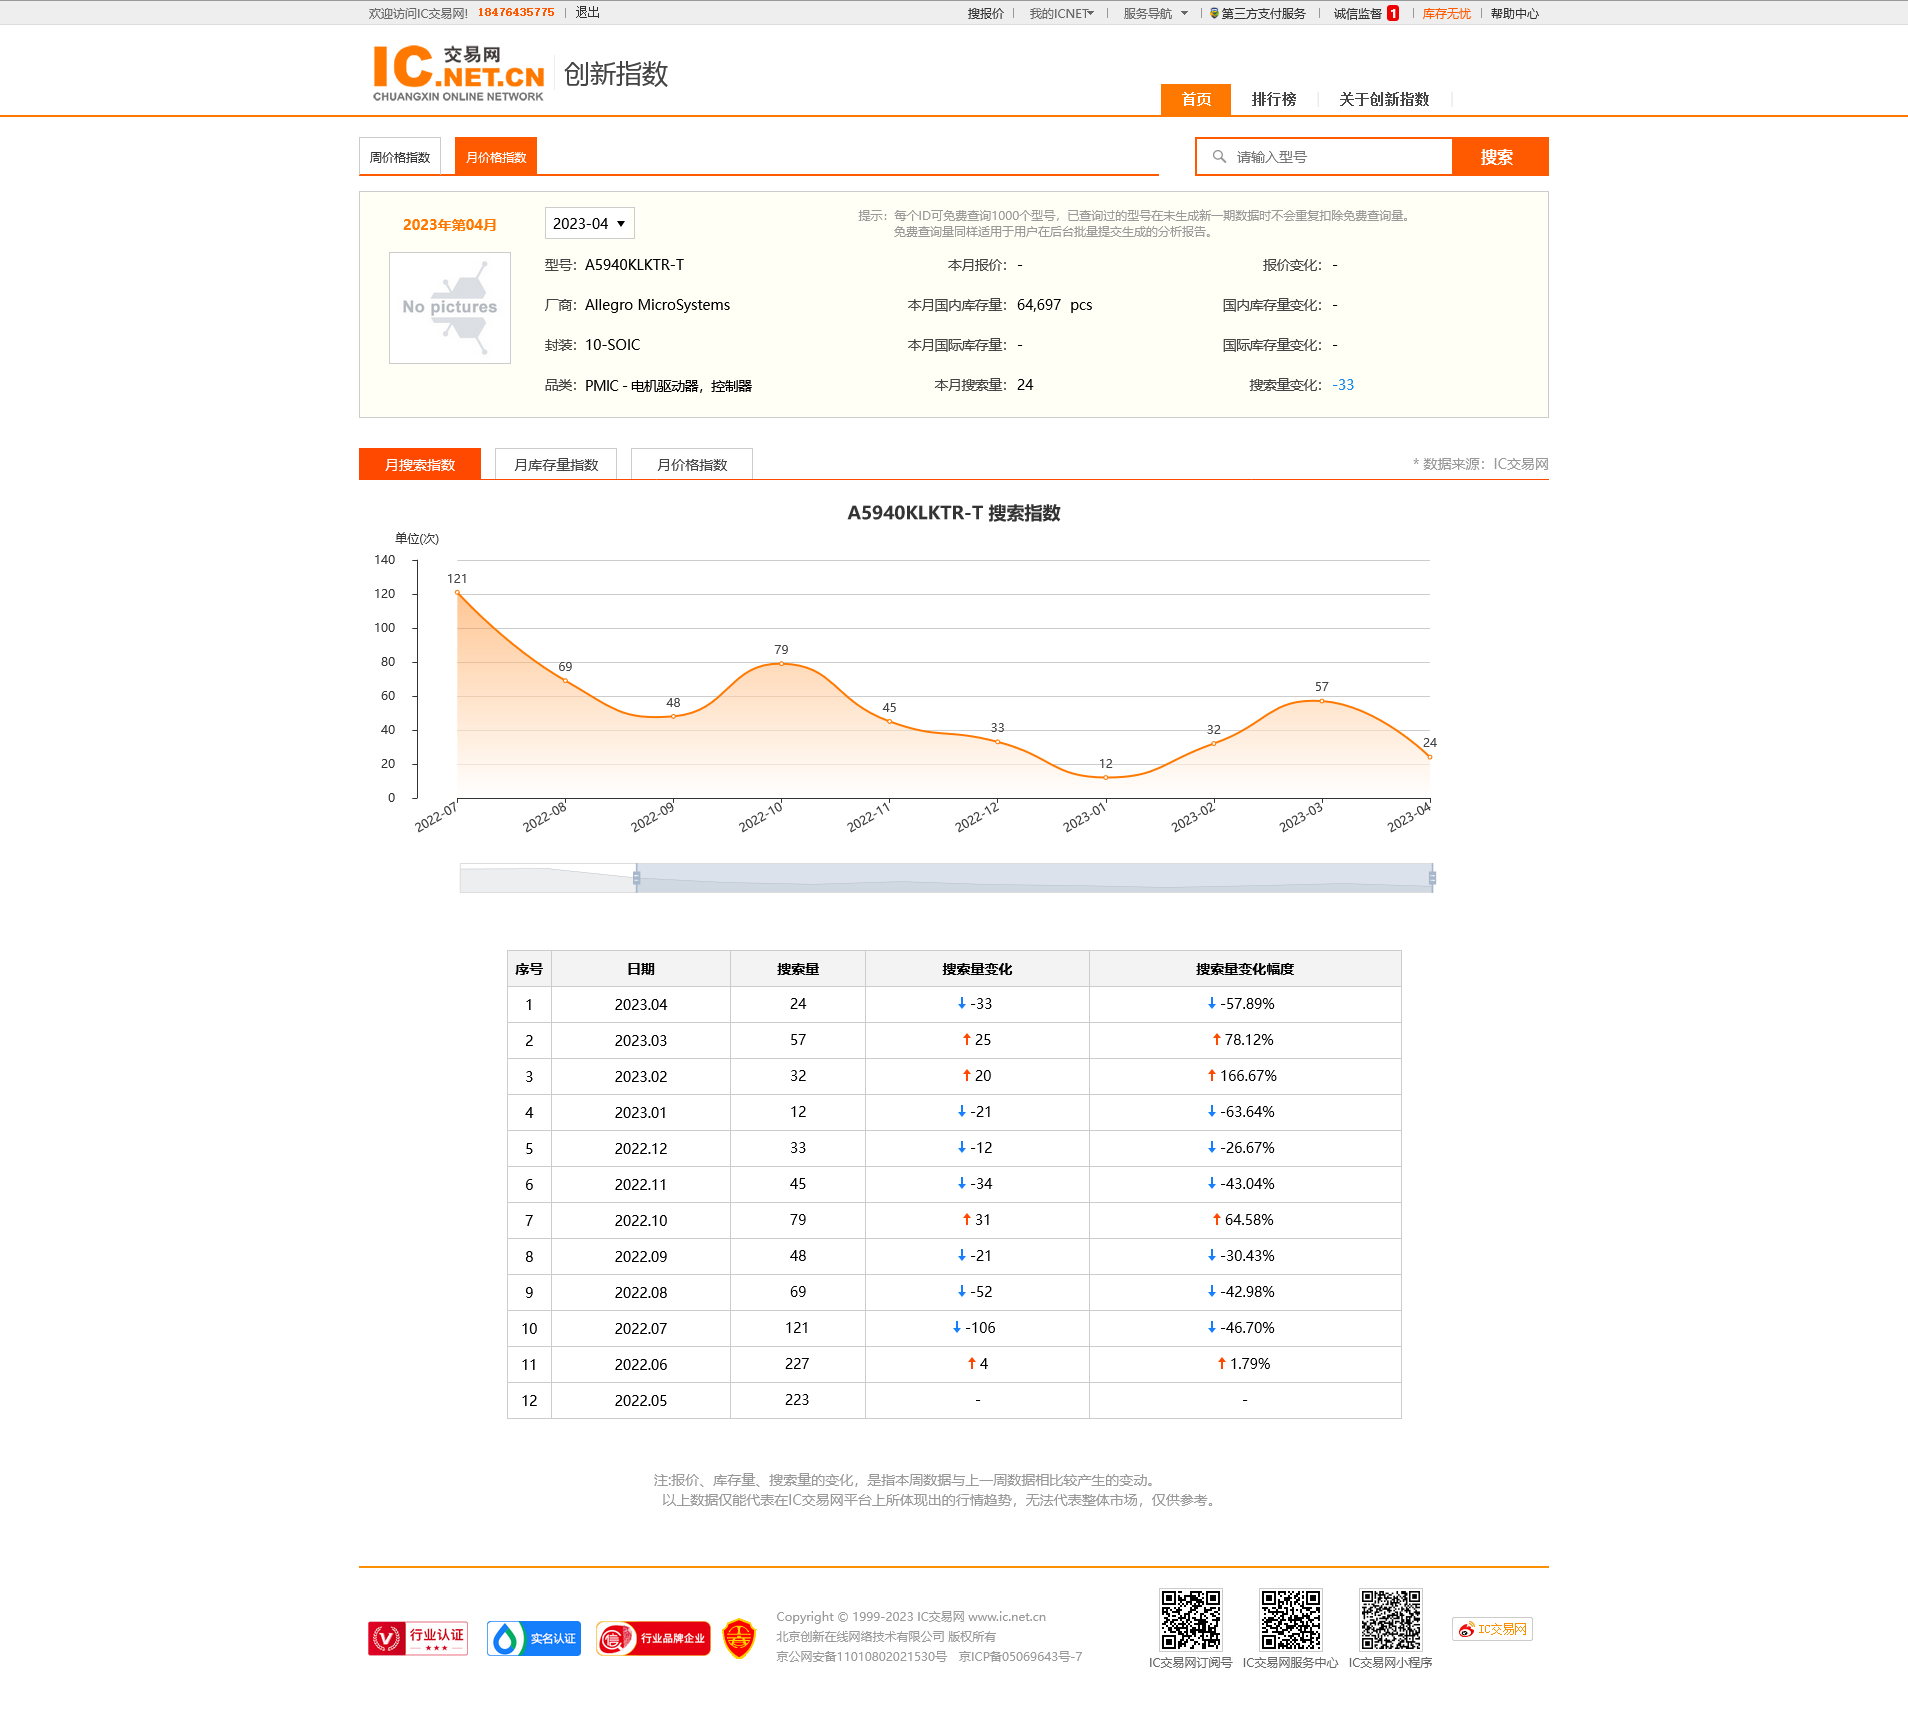 欢迎访问IC交易网! 18476435775 | 退出
搜报价 | 我的ICNET | 服务导航 | 第三方支付服务 | 诚信监督 1 | 库存无忧 | 帮助中心
IC.NET.CN 交易网
CHUANGXIN ONLINE NETWORK
创新指数
首页 排行榜 | 关于创新指数 |
周价格指数 月价格指数
请输入型号 搜索
2023年第04月 2023-04
提示：每个ID可免费查询1000个型号，已查询过的型号在未生成新一期数据时不会重复扣除免费查询量。
免费查询量同样适用于用户在后台批量提交生成的分析报告。
No pictures
型号：A5940KLKTR-T 本月报价：- 报价变化：-
厂商：Allegro MicroSystems 本月国内库存量：64,697 pcs 国内库存量变化：-
封装：10-SOIC 本月国际库存量：- 国际库存量变化：-
品类：PMIC - 电机驱动器，控制器 本月搜索量：24 搜索量变化：-33
月搜索指数 月库存量指数 月价格指数 * 数据来源：IC交易网
A5940KLKTR-T 搜索指数
单位(次)
140
120
100
80
60
40
20
0
121 69 48 79 45 33 12 32 57 24
2022-07 2022-08 2022-09 2022-10 2022-11 2022-12 2023-01 2023-02 2023-03 2023-04
序号 日期 搜索量 搜索量变化 搜索量变化幅度
1 2023.04 24 ↓ -33 ↓ -57.89%
2 2023.03 57 ↑ 25 ↑ 78.12%
3 2023.02 32 ↑ 20 ↑ 166.67%
4 2023.01 12 ↓ -21 ↓ -63.64%
5 2022.12 33 ↓ -12 ↓ -26.67%
6 2022.11 45 ↓ -34 ↓ -43.04%
7 2022.10 79 ↑ 31 ↑ 64.58%
8 2022.09 48 ↓ -21 ↓ -30.43%
9 2022.08 69 ↓ -52 ↓ -42.98%
10 2022.07 121 ↓ -106 ↓ -46.70%
11 2022.06 227 ↑ 4 ↑ 1.79%
12 2022.05 223 - -
注:报价、库存量、搜索量的变化，是指本周数据与上一周数据相比较产生的变动。
以上数据仅能代表在IC交易网平台上所体现出的行情趋势，无法代表整体市场，仅供参考。
行业认证
实名认证
信 行业品牌企业
Copyright © 1999-2023 IC交易网 www.ic.net.cn
北京创新在线网络技术有限公司 版权所有
京公网安备11010802021530号 京ICP备05069643号-7
IC交易网订阅号 IC交易网服务中心 IC交易网小程序
IC交易网